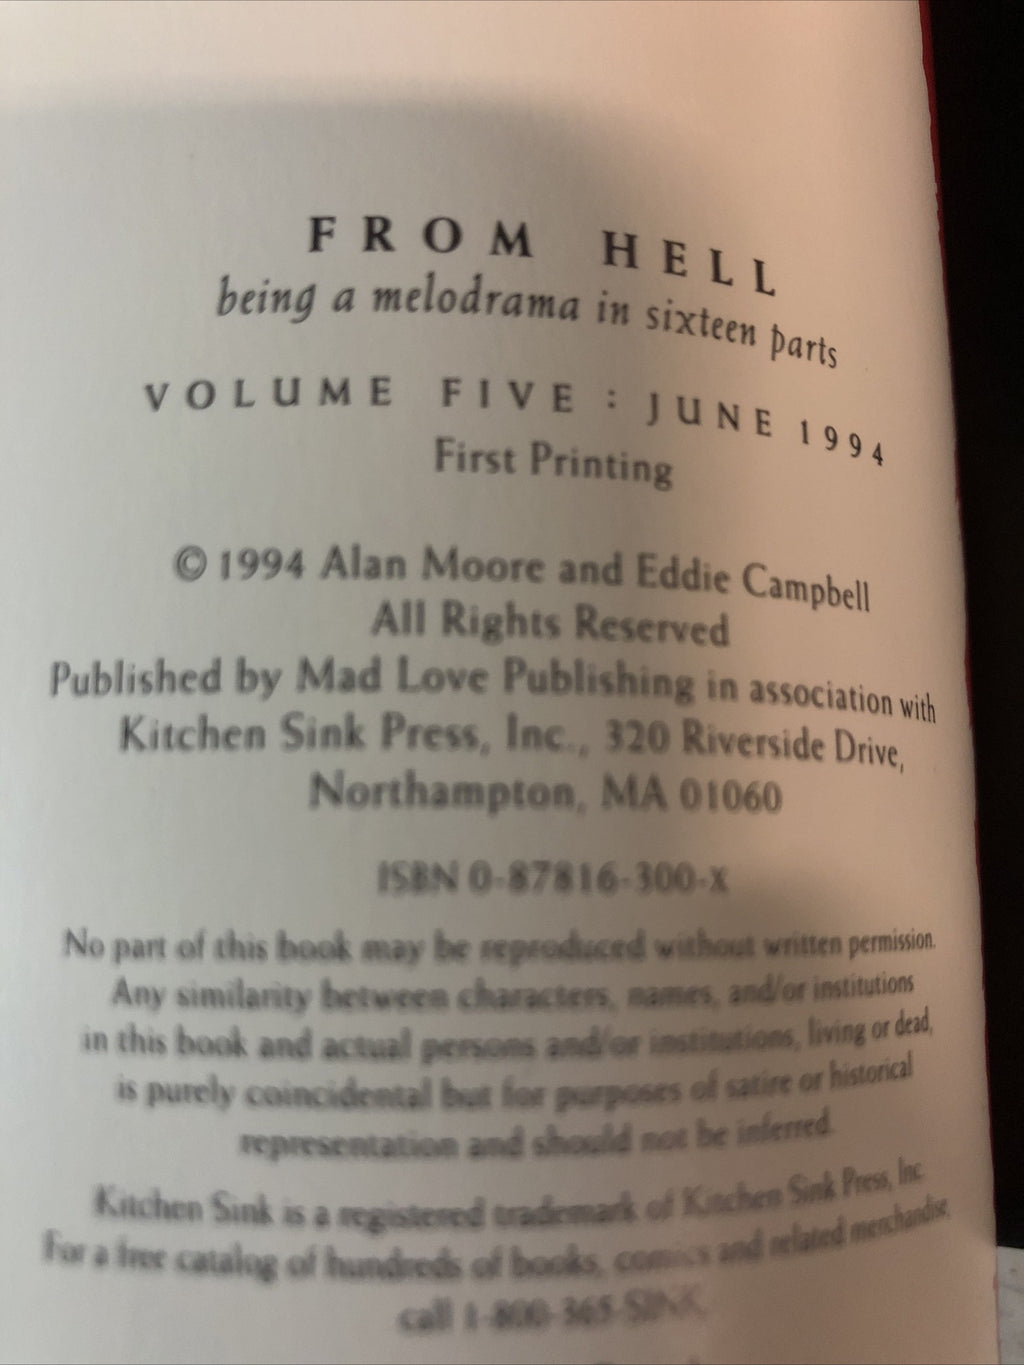 FROM HELL
being a melodrama in sixteen parts
VOLUME FIVE : JUNE 1994
First Printing
© 1994 Alan Moore and Eddie Campbell
All Rights Reserved
Published by Mad Love Publishing in association with
Kitchen Sink Press, Inc., 320 Riverside Drive,
Northampton, MA 01060
ISBN 0-87816-300-X
No part of this book may be reproduced without written permission.
Any similarity between characters, names, and/or institutions
in this book and actual persons and/or institutions, living or dead,
is purely coincidental but for purposes of satire or historical
representation and should not be inferred.
Kitchen Sink is a registered trademark of Kitchen Sink Press, Inc
For a free catalog of hundreds of books, comics and related merchandise,
call 1-800-365-SINK